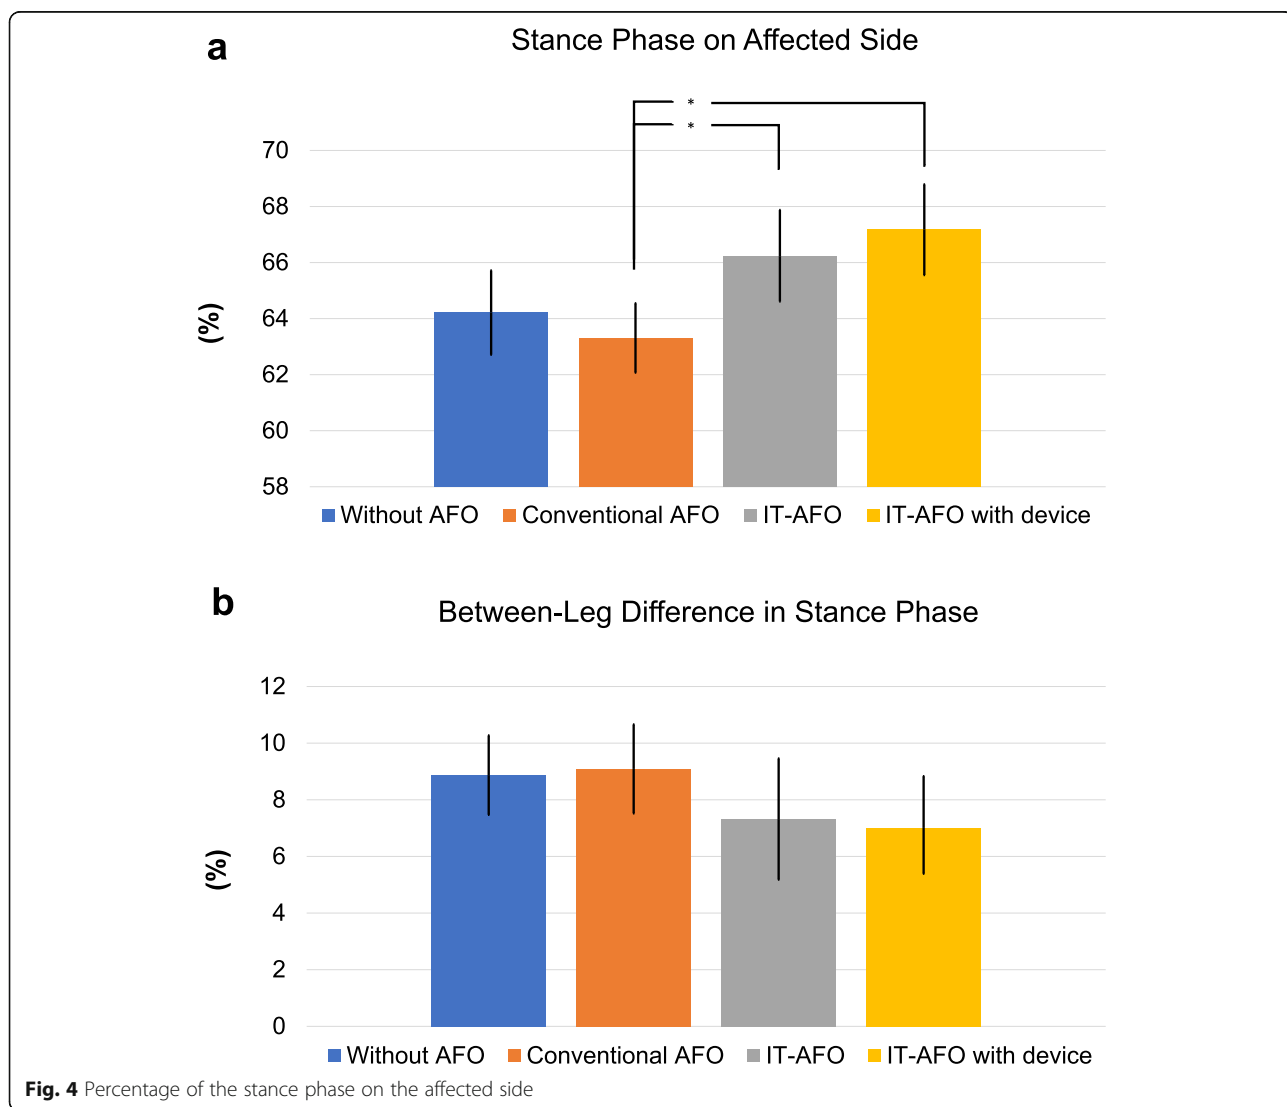 a
Stance Phase on Affected Side
*
*
70
68
66
64
62
60
58
(%)
Without AFO Conventional AFO IT-AFO IT-AFO with device
b
Between-Leg Difference in Stance Phase
12
10
8
6
4
2
0
(%)
Without AFO Conventional AFO IT-AFO IT-AFO with device
Fig. 4 Percentage of the stance phase on the affected side